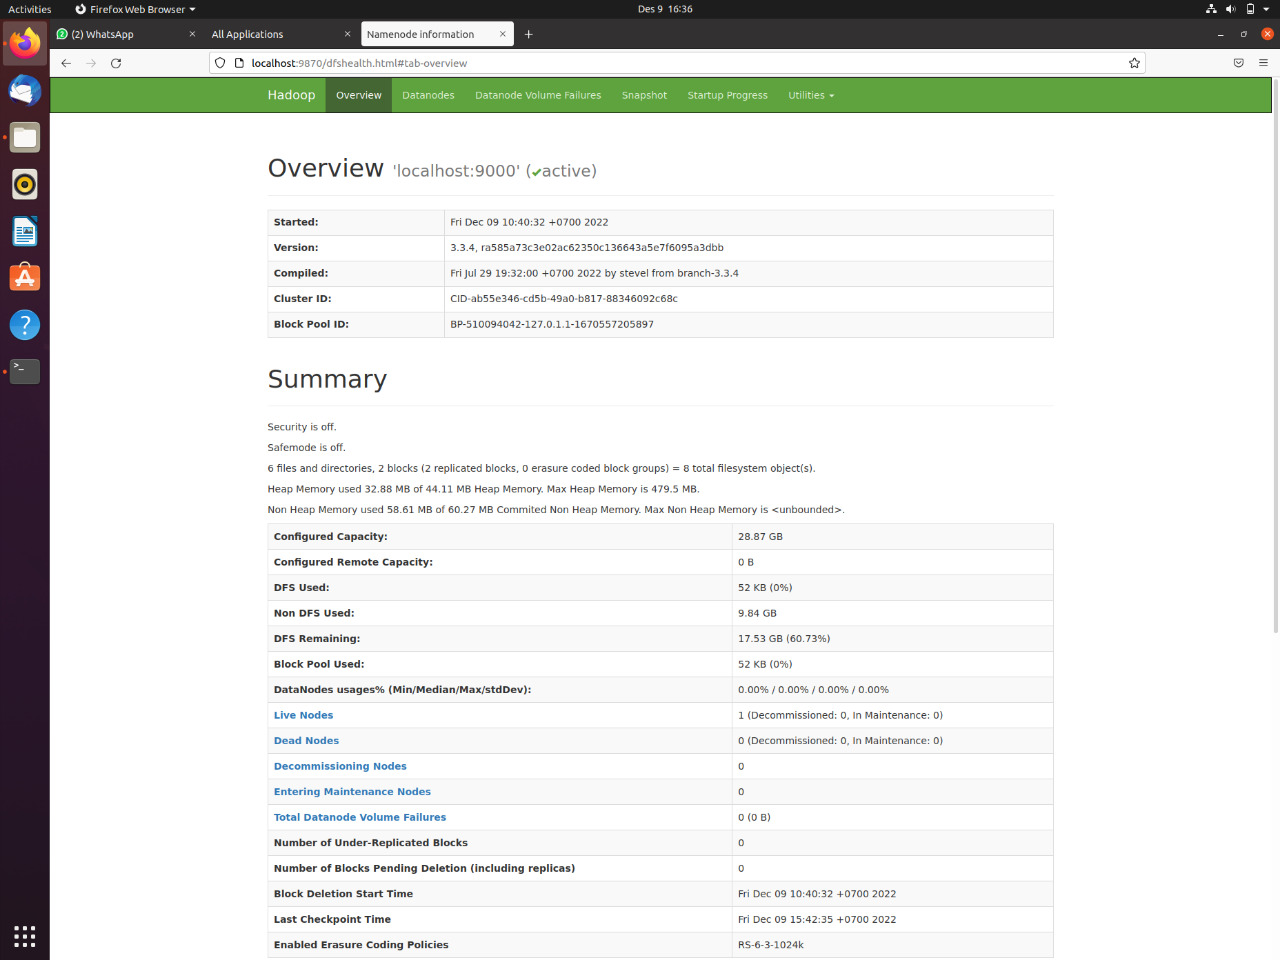 Activities
Firefox Web Browser
Des 9 16:36
(2) WhatsApp
All Applications
Namenode information
localhost:9870/dfshealth.html#tab-overview
Hadoop
Overview
Datanodes
Datanode Volume Failures
Snapshot
Startup Progress
Utilities
Overview 'localhost:9000' (✔active)
Started: Fri Dec 09 10:40:32 +0700 2022
Version: 3.3.4, ra585a73c3e02ac62350c136643a5e7f6095a3dbb
Compiled: Fri Jul 29 19:32:00 +0700 2022 by stevel from branch-3.3.4
Cluster ID: CID-ab55e346-cd5b-49a0-b817-88346092c68c
Block Pool ID: BP-510094042-127.0.1.1-1670557205897
Summary
Security is off.
Safemode is off.
6 files and directories, 2 blocks (2 replicated blocks, 0 erasure coded block groups) = 8 total filesystem object(s).
Heap Memory used 32.88 MB of 44.11 MB Heap Memory. Max Heap Memory is 479.5 MB.
Non Heap Memory used 58.61 MB of 60.27 MB Commited Non Heap Memory. Max Non Heap Memory is <unbounded>.
Configured Capacity: 28.87 GB
Configured Remote Capacity: 0 B
DFS Used: 52 KB (0%)
Non DFS Used: 9.84 GB
DFS Remaining: 17.53 GB (60.73%)
Block Pool Used: 52 KB (0%)
DataNodes usages% (Min/Median/Max/stdDev): 0.00% / 0.00% / 0.00% / 0.00%
Live Nodes 1 (Decommissioned: 0, In Maintenance: 0)
Dead Nodes 0 (Decommissioned: 0, In Maintenance: 0)
Decommissioning Nodes 0
Entering Maintenance Nodes 0
Total Datanode Volume Failures 0 (0 B)
Number of Under-Replicated Blocks 0
Number of Blocks Pending Deletion (including replicas) 0
Block Deletion Start Time Fri Dec 09 10:40:32 +0700 2022
Last Checkpoint Time Fri Dec 09 15:42:35 +0700 2022
Enabled Erasure Coding Policies RS-6-3-1024k